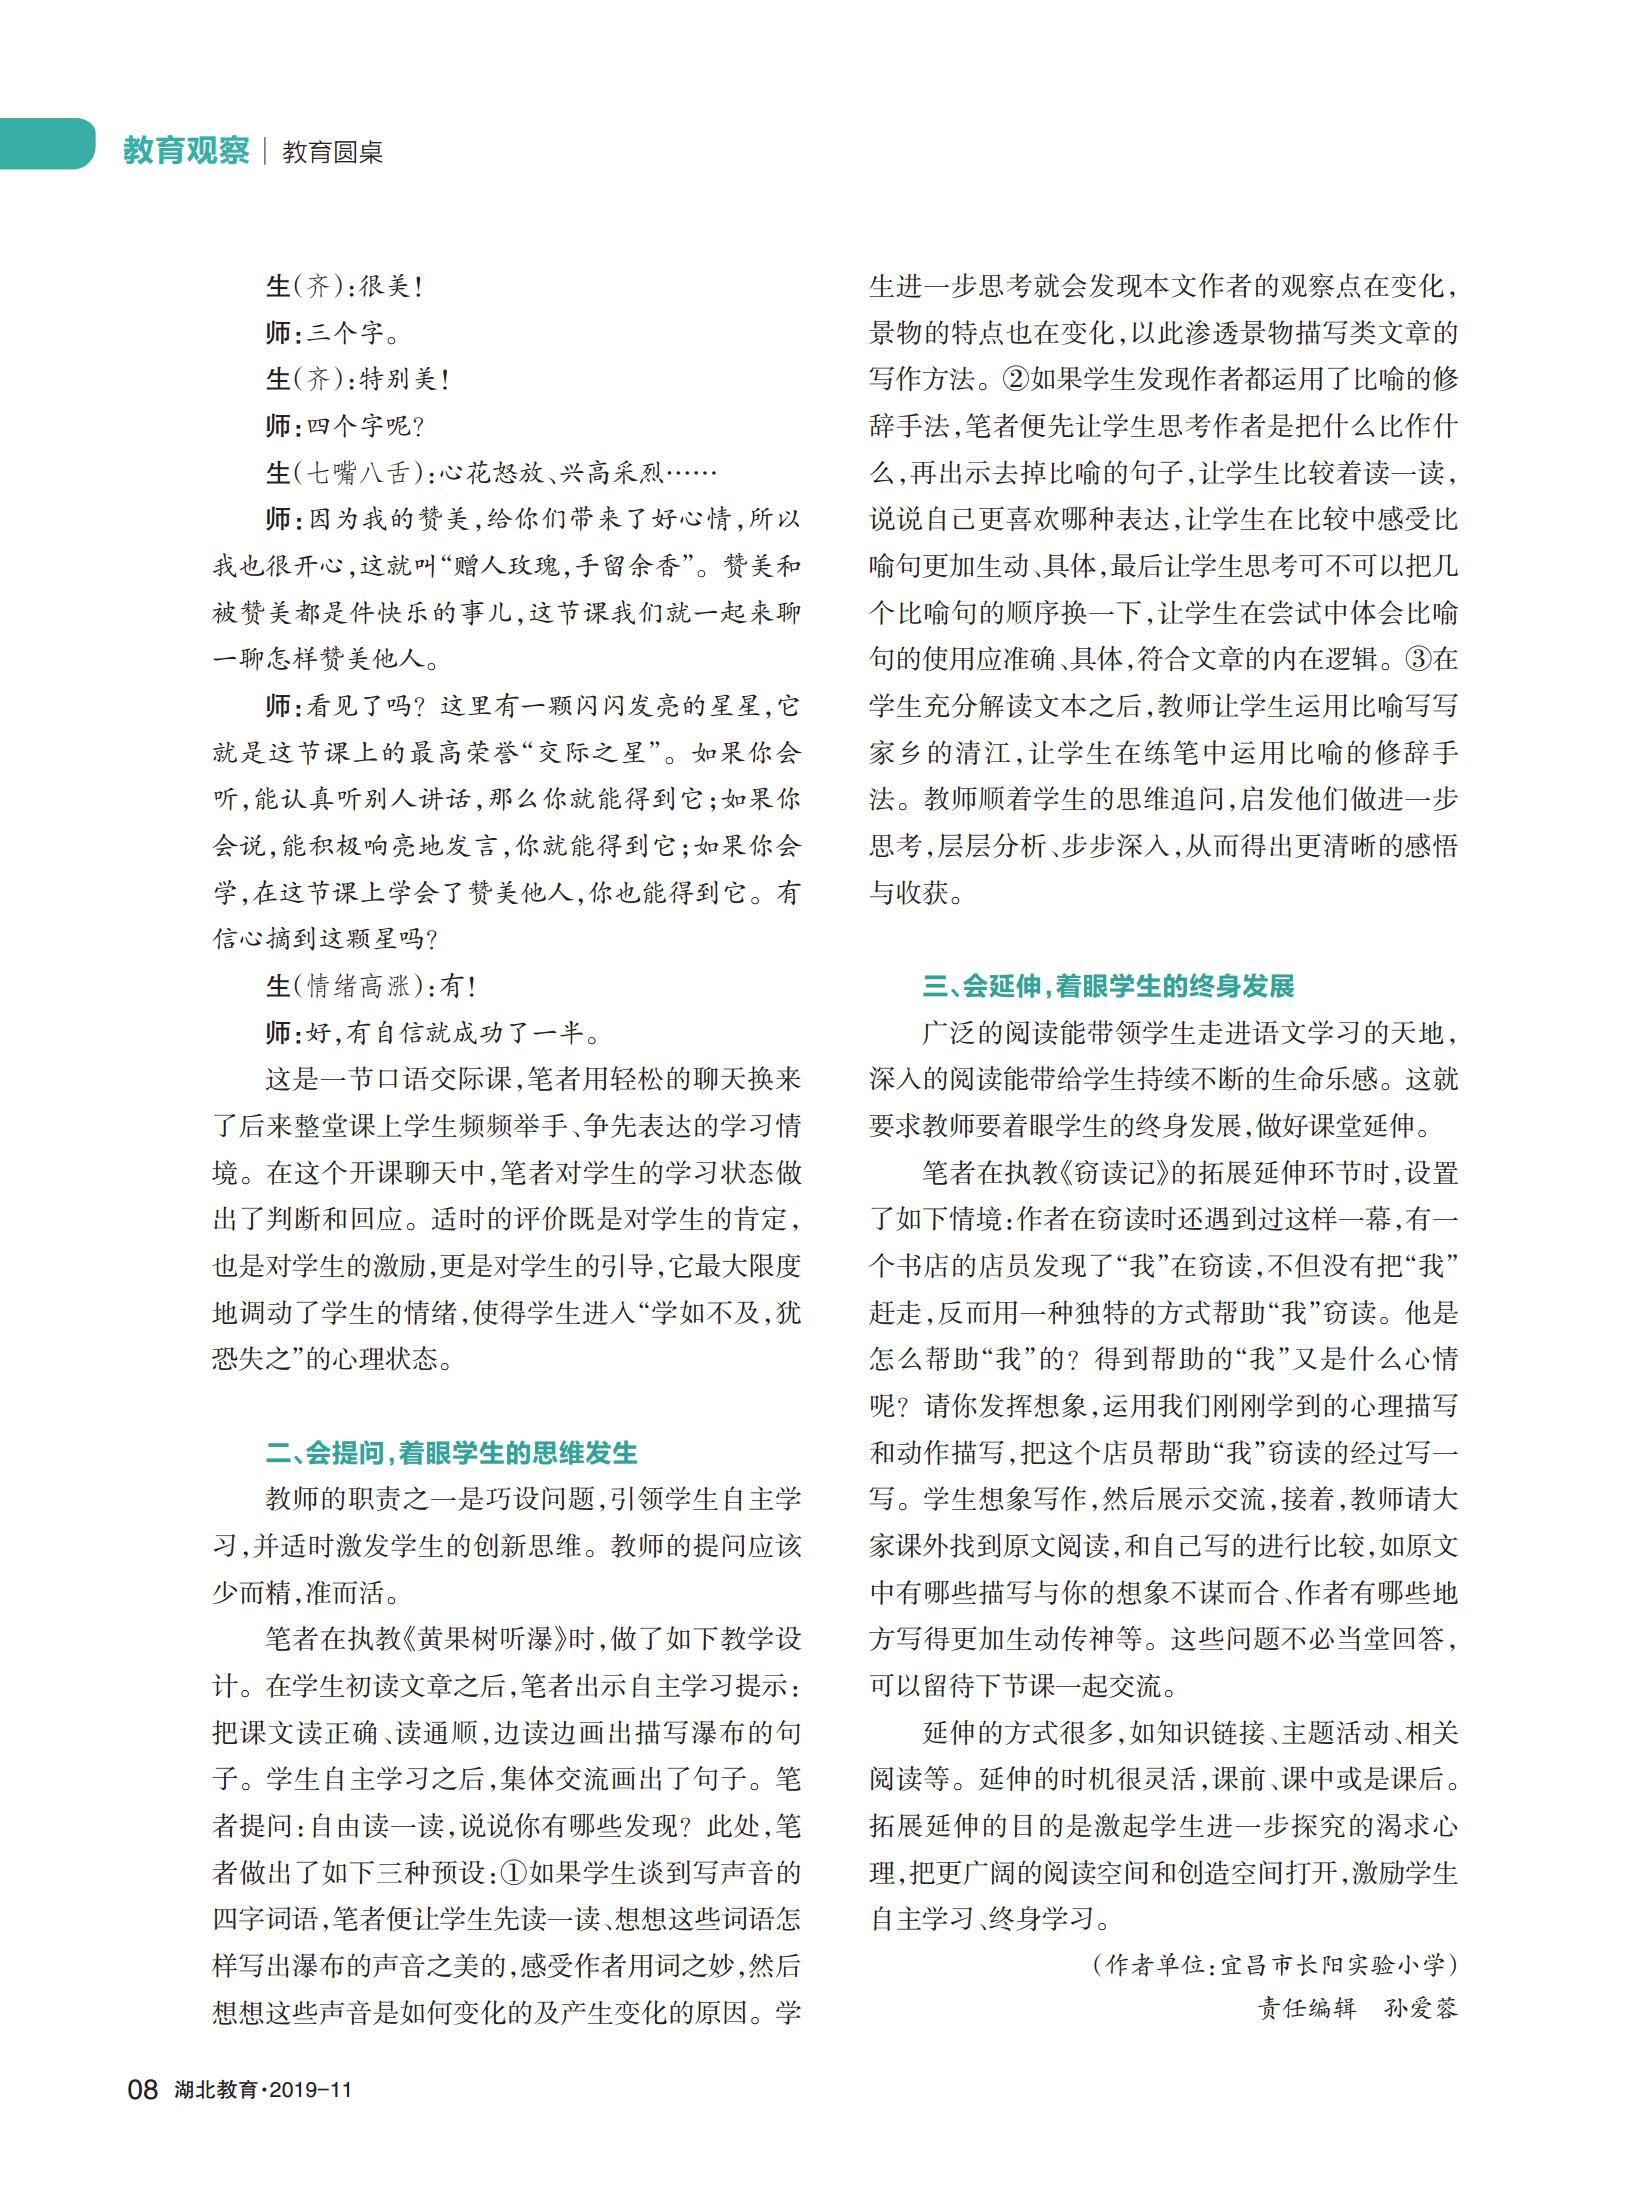 教育观察｜教育圆桌
生(齐):很美!
师:三个字。
生(齐):特别美!
师:四个字呢?
生(七嘴八舌):心花怒放、兴高采烈……
师:因为我的赞美,给你们带来了好心情,所以
我也很开心,这就叫“赠人玫瑰,手留余香”。赞美和
被赞美都是件快乐的事儿,这节课我们就一起来聊
一聊怎样赞美他人。
师:看见了吗? 这里有一颗闪闪发亮的星星,它
就是这节课上的最高荣誉“交际之星”。如果你会
听,能认真听别人讲话,那么你就能得到它;如果你
会说,能积极响亮地发言,你就能得到它;如果你会
学,在这节课上学会了赞美他人,你也能得到它。有
信心摘到这颗星吗?
生(情绪高涨):有!
师:好,有自信就成功了一半。
这是一节口语交际课,笔者用轻松的聊天换来
了后来整堂课上学生频频举手、争先表达的学习情
境。在这个开课聊天中,笔者对学生的学习状态做
出了判断和回应。适时的评价既是对学生的肯定,
也是对学生的激励,更是对学生的引导,它最大限度
地调动了学生的情绪,使得学生进入“学如不及,犹
恐失之”的心理状态。
二、会提问,着眼学生的思维发生
教师的职责之一是巧设问题,引领学生自主学
习,并适时激发学生的创新思维。教师的提问应该
少而精,准而活。
笔者在执教《黄果树听瀑》时,做了如下教学设
计。在学生初读文章之后,笔者出示自主学习提示:
把课文读正确、读通顺,边读边画出描写瀑布的句
子。学生自主学习之后,集体交流画出了句子。笔
者提问:自由读一读,说说你有哪些发现? 此处,笔
者做出了如下三种预设:①如果学生谈到写声音的
四字词语,笔者便让学生先读一读、想想这些词语怎
样写出瀑布的声音之美的,感受作者用词之妙,然后
想想这些声音是如何变化的及产生变化的原因。学
生进一步思考就会发现本文作者的观察点在变化,
景物的特点也在变化,以此渗透景物描写类文章的
写作方法。②如果学生发现作者都运用了比喻的修
辞手法,笔者便先让学生思考作者是把什么比作什
么,再出示去掉比喻的句子,让学生比较着读一读,
说说自己更喜欢哪种表达,让学生在比较中感受比
喻句更加生动、具体,最后让学生思考可不可以把几
个比喻句的顺序换一下,让学生在尝试中体会比喻
句的使用应准确、具体,符合文章的内在逻辑。③在
学生充分解读文本之后,教师让学生运用比喻写写
家乡的清江,让学生在练笔中运用比喻的修辞手
法。教师顺着学生的思维追问,启发他们做进一步
思考,层层分析、步步深入,从而得出更清晰的感悟
与收获。
三、会延伸,着眼学生的终身发展
广泛的阅读能带领学生走进语文学习的天地,
深入的阅读能带给学生持续不断的生命乐感。这就
要求教师要着眼学生的终身发展,做好课堂延伸。
笔者在执教《窃读记》的拓展延伸环节时,设置
了如下情境:作者在窃读时还遇到过这样一幕,有一
个书店的店员发现了“我”在窃读,不但没有把“我”
赶走,反而用一种独特的方式帮助“我”窃读。他是
怎么帮助“我”的? 得到帮助的“我”又是什么心情
呢? 请你发挥想象,运用我们刚刚学到的心理描写
和动作描写,把这个店员帮助“我”窃读的经过写一
写。学生想象写作,然后展示交流,接着,教师请大
家课外找到原文阅读,和自己写的进行比较,如原文
中有哪些描写与你的想象不谋而合、作者有哪些地
方写得更加生动传神等。这些问题不必当堂回答,
可以留待下节课一起交流。
延伸的方式很多,如知识链接、主题活动、相关
阅读等。延伸的时机很灵活,课前、课中或是课后。
拓展延伸的目的是激起学生进一步探究的渴求心
理,把更广阔的阅读空间和创造空间打开,激励学生
自主学习、终身学习。
(作者单位:宜昌市长阳实验小学)
责任编辑 孙爱蓉
08 湖北教育·2019-11